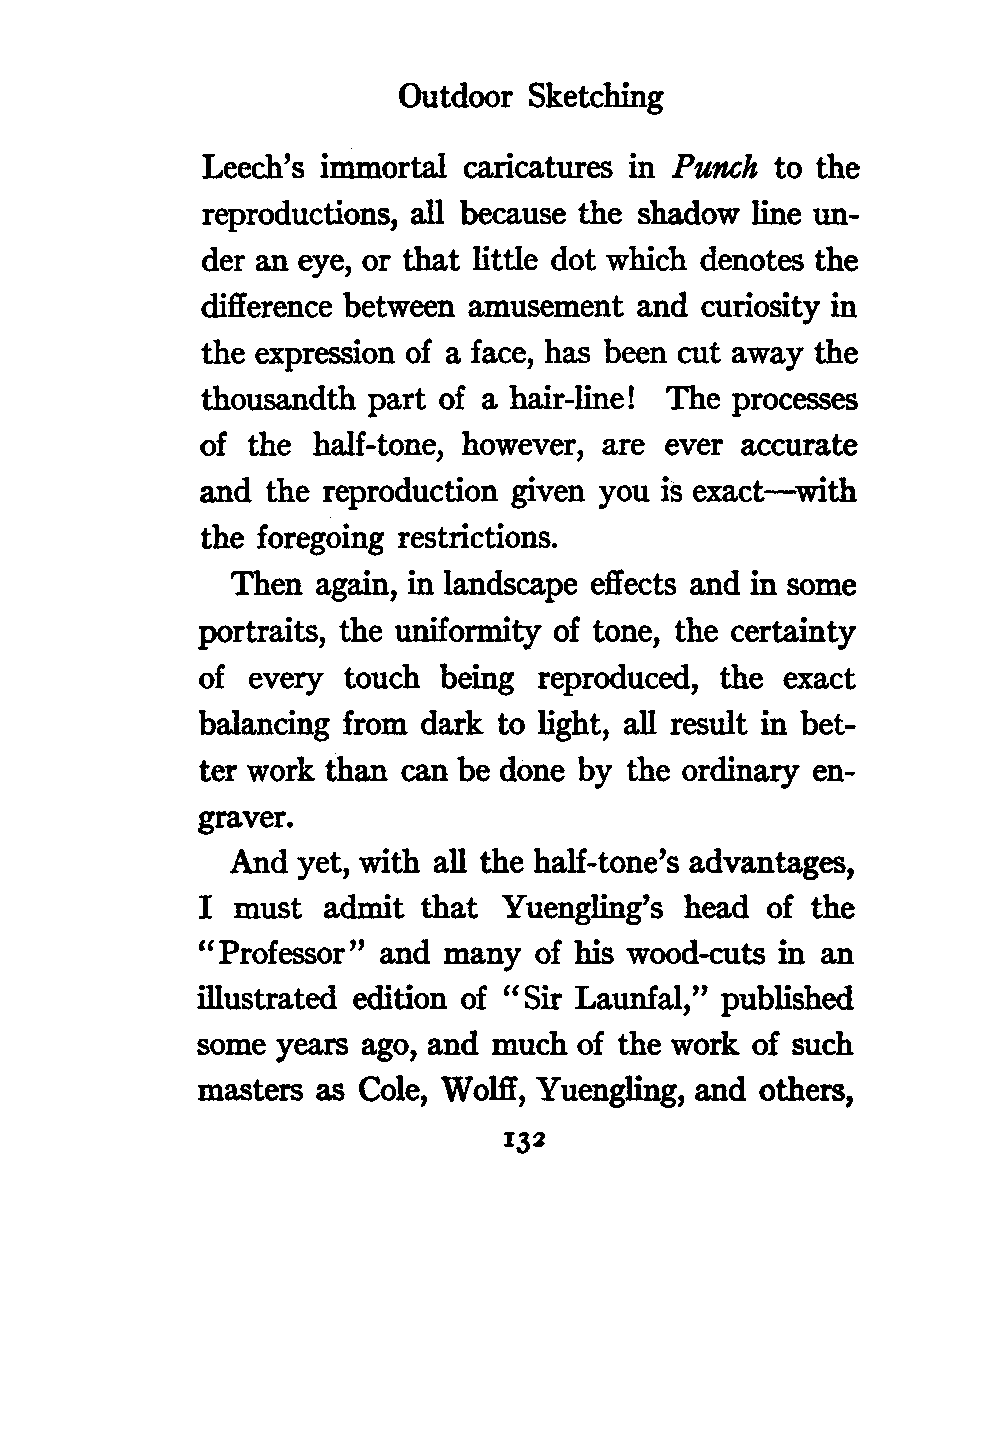 Outdoor Sketching
Leech's immortal caricatures in Punch to the
reproductions, all because the shadow line un-
der an eye, or that little dot which denotes the
difference between amusement and curiosity in
the expression of a face, has been cut away the
thousandth part of a hair-line! The processes
of the half-tone, however, are ever accurate
and the reproduction given you is exact—with
the foregoing restrictions.
Then again, in landscape effects and in some
portraits, the uniformity of tone, the certainty
of every touch being reproduced, the exact
balancing from dark to light, all result in bet-
ter work than can be done by the ordinary en-
graver.
And yet, with all the half-tone's advantages,
I must admit that Yuengling's head of the
"Professor" and many of his wood-cuts in an
illustrated edition of "Sir Launfal," published
some years ago, and much of the work of such
masters as Cole, Wolff, Yuengling, and others,
132